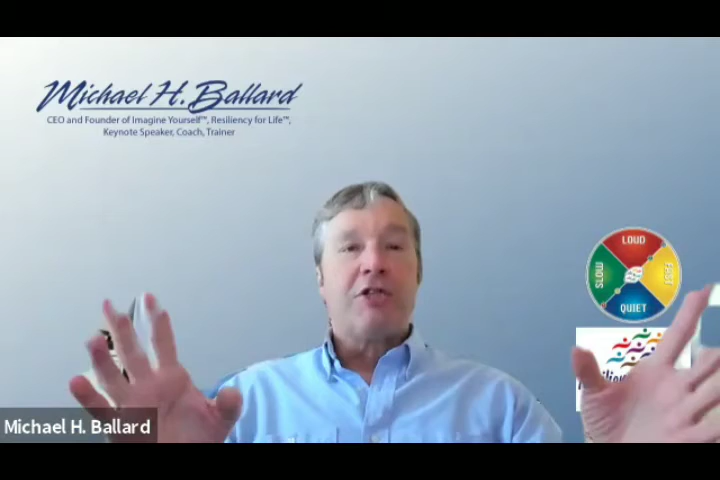 Michael H. Ballard
CEO and Founder of Imagine Yourself™, Resiliency for Life™,
Keynote Speaker, Coach, Trainer
LOUD
SLOW
FAST
QUIET
Michael H. Ballard